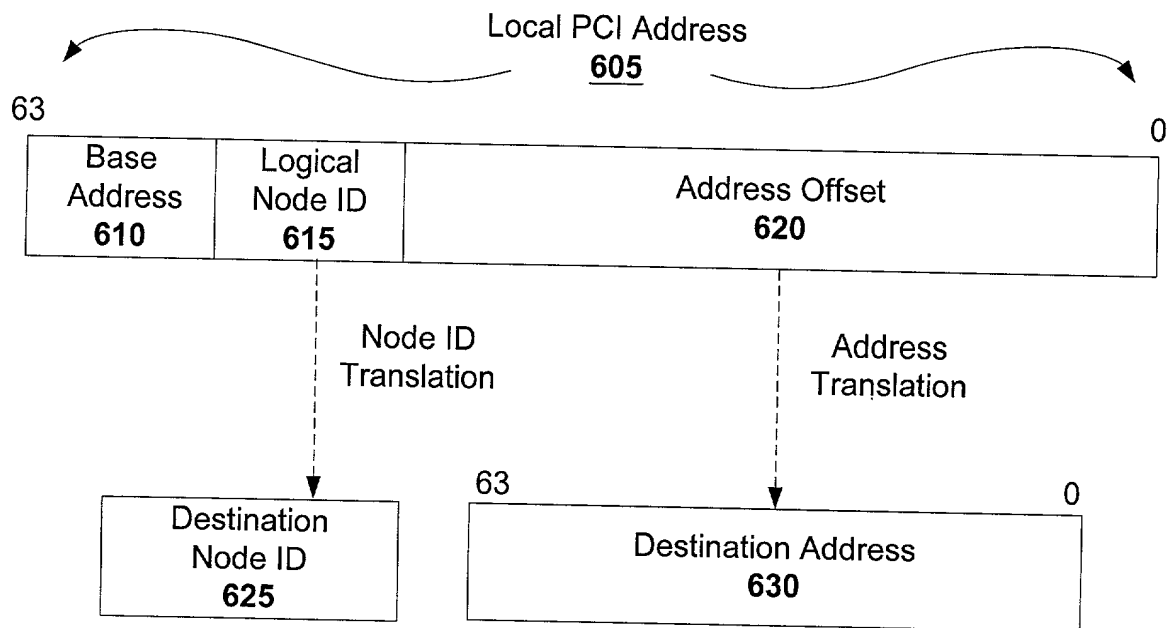 Local PCI Address
605
63
0
Base
Address
610
Logical
Node ID
615
Address Offset
620
Node ID
Translation
Address
Translation
63
0
Destination
Node ID
625
Destination Address
630